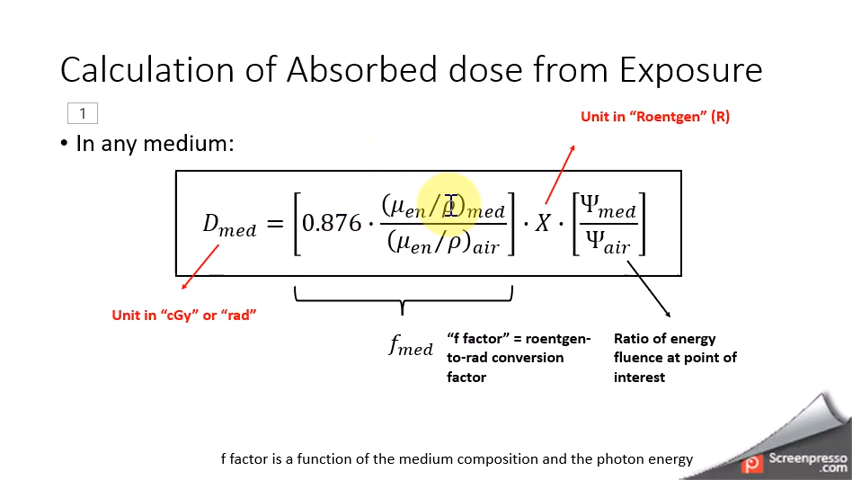 Calculation of Absorbed dose from Exposure
1
Unit in “Roentgen” (R)
• In any medium:
D_med = [0.876 · (μ_en/ρ)_med / (μ_en/ρ)_air] · X · [Ψ_med / Ψ_air]
Unit in “cGy” or “rad”
f_med
“f factor” = roentgen-
to-rad conversion
factor
Ratio of energy
fluence at point of
interest
f factor is a function of the medium composition and the photon energy
Screenpresso
.com